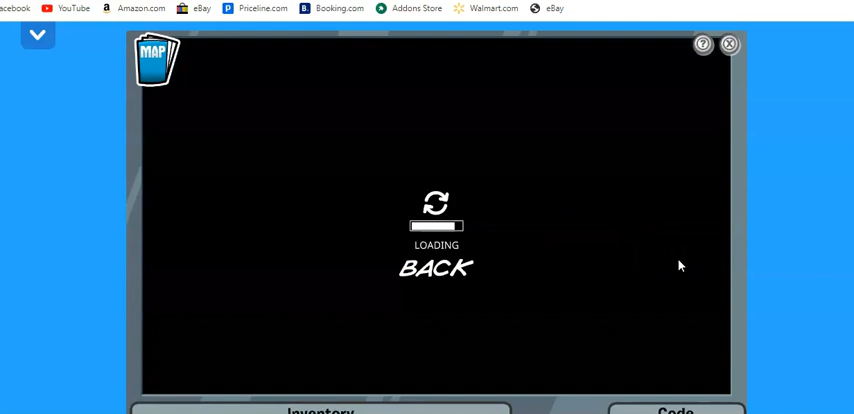 acebook YouTube Amazon.com eBay Priceline.com Booking.com Addons Store Walmart.com eBay
MAP
LOADING
BACK
Inventory Code